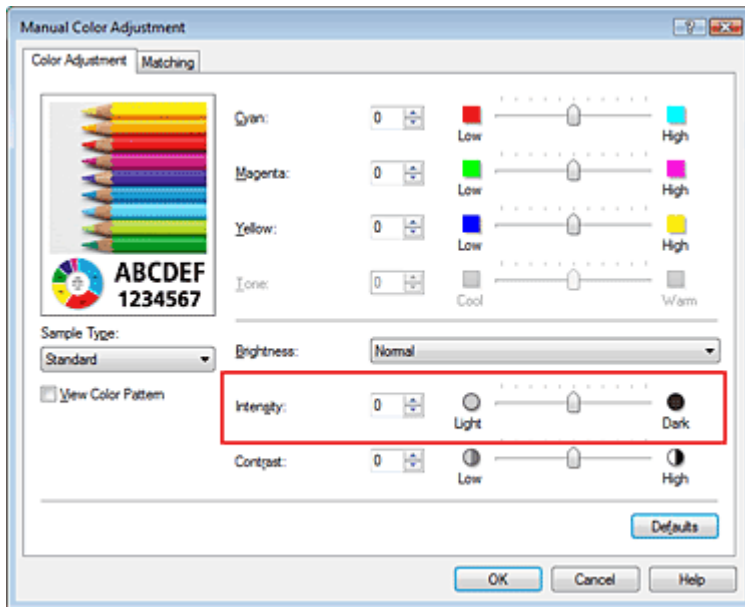 Manual Color Adjustment
Color Adjustment Matching
Cyan: 0 Low High
Magenta: 0 Low High
Yellow: 0 Low High
Tone: 0 Cool Warm
ABCDEF
1234567
Sample Type:
Standard
View Color Pattern
Brightness: Normal
Intensity: 0 Light Dark
Contrast: 0 Low High
Defaults
OK Cancel Help